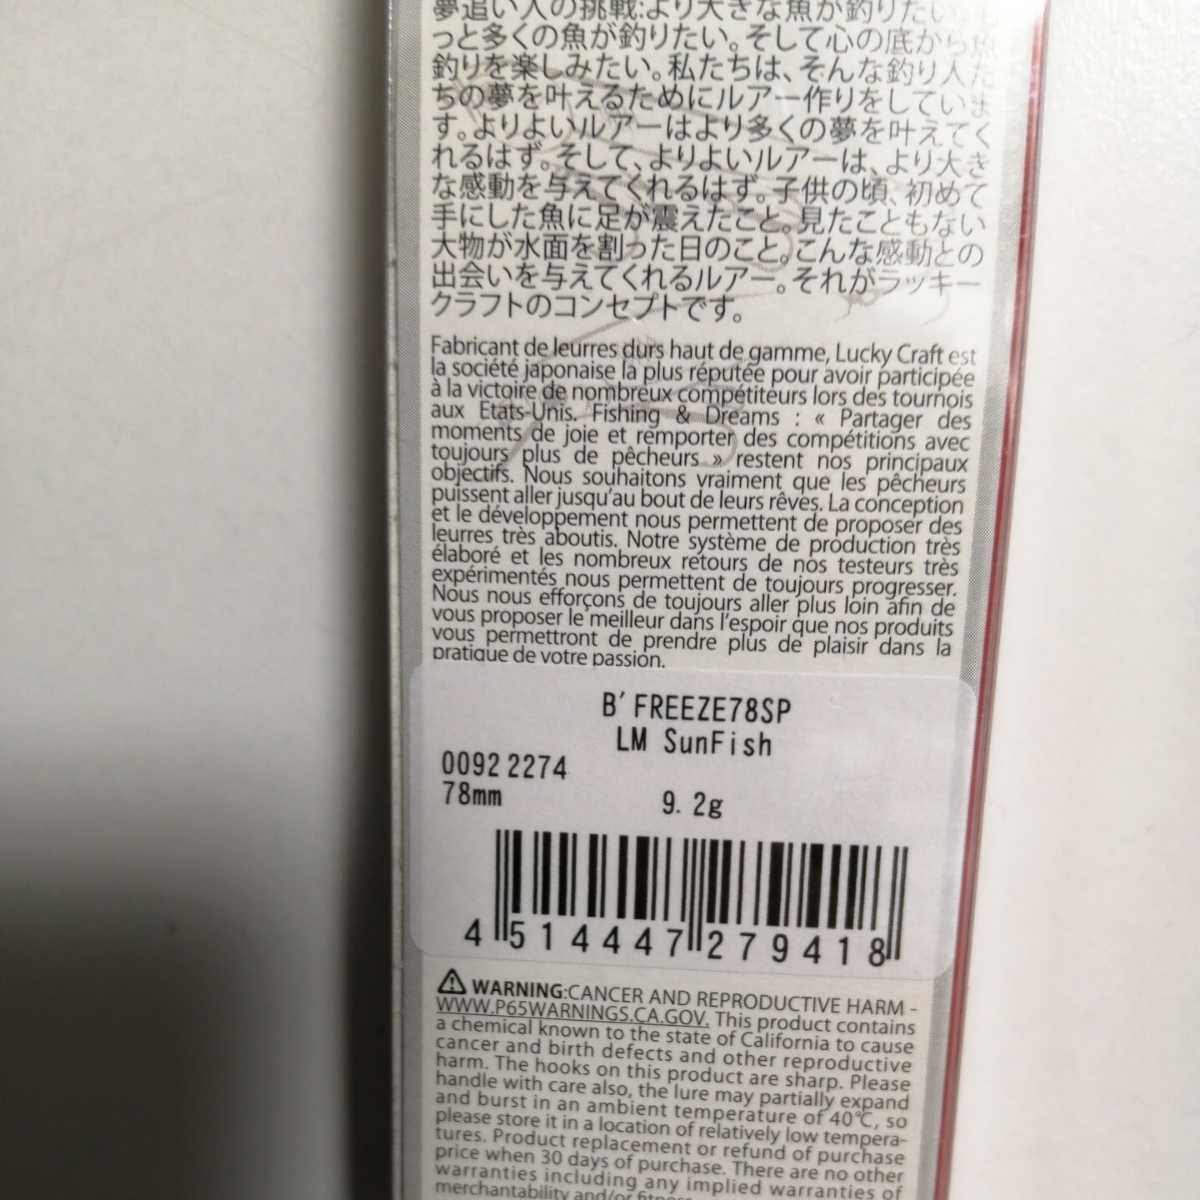 夢追い人の挑戦:より大きな魚が釣りたい。も
っと多くの魚が釣りたい。そして心の底から
釣りを楽しみたい。私たちは、そんな釣り人た
ちの夢を叶えるためにルアー作りをしていま
す。よりよいルアーはより多くの夢を叶えてく
れるはず。そして、よりよいルアーは、より大き
な感動を与えてくれるはず。子供の頃、初めて
手にした魚に足が震えたこと。見たこともない
大物が水面を割った日のこと。こんな感動との
出会いを与えてくれるルアー。それがラッキー
クラフトのコンセプトです。
Fabricant de leurres durs haut de gamme, Lucky Craft est
la société japonaise la plus réputée pour avoir participée
à la victoire de nombreux compétiteurs lors des tournois
aux Etats-Unis. Fishing & Dreams : « Partager des
moments de joie et remporter des compétitions avec
toujours plus de pêcheurs » restent nos principaux
objectifs. Nous souhaitons vraiment que les pêcheurs
puissent aller jusqu'au bout de leurs rêves. La conception
et le développement nous permettent de proposer des
leurres très aboutis. Notre système de production très
élaboré et les nombreux retours de nos testeurs très
expérimentés nous permettent de toujours progresser.
Nous nous efforçons de toujours aller plus loin afin de
vous proposer le meilleur dans l'espoir que nos produits
vous permettront de prendre plus de plaisir dans la
pratique de votre passion.
B'FREEZE78SP
LM SunFish
0092 2274
78mm 9.2g
4 514447 279418
⚠ WARNING:CANCER AND REPRODUCTIVE HARM -
WWW.P65WARNINGS.CA.GOV. This product contains
a chemical known to the state of California to cause
cancer and birth defects and other reproductive
harm. The hooks on this product are sharp. Please
handle with care also, the lure may partially expand
and burst in an ambient temperature of 40℃, so
please store it in a location of relatively low tempera-
tures. Product replacement or refund of purchase
price when 30 days of purchase. There are no other
warranties including any implied warranties of
merchantability and/or